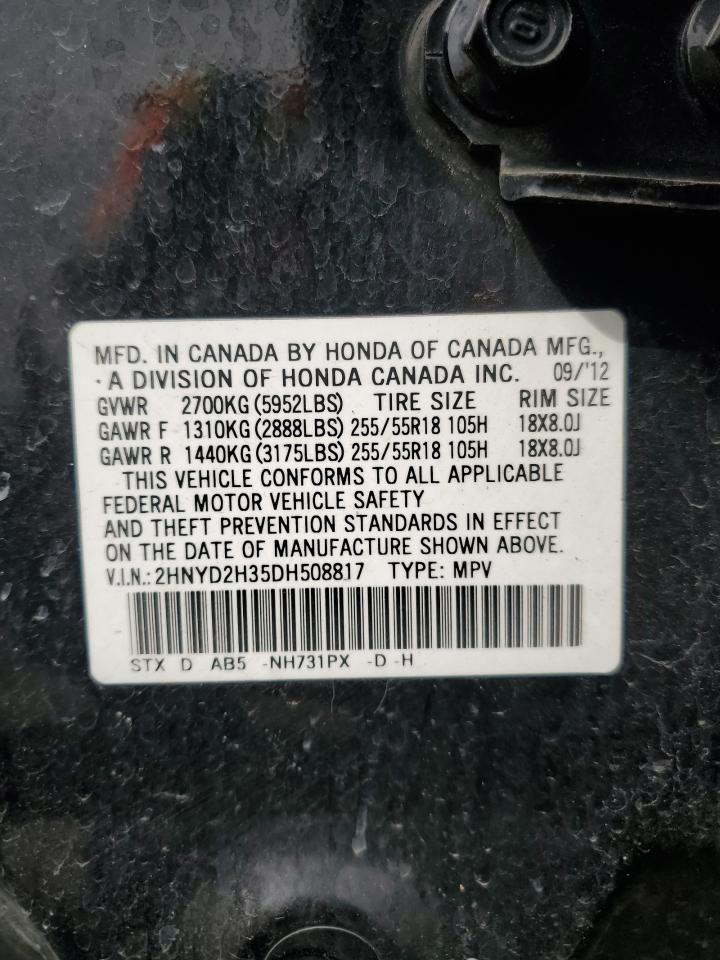 MFD. IN CANADA BY HONDA OF CANADA MFG.,
A DIVISION OF HONDA CANADA INC. 09/'12
GVWR 2700KG (5952LBS) TIRE SIZE RIM SIZE
GAWR F 1310KG (2888LBS) 255/55R18 105H 18X8.0J
GAWR R 1440KG (3175LBS) 255/55R18 105H 18X8.0J
THIS VEHICLE CONFORMS TO ALL APPLICABLE
FEDERAL MOTOR VEHICLE SAFETY
AND THEFT PREVENTION STANDARDS IN EFFECT
ON THE DATE OF MANUFACTURE SHOWN ABOVE.
V.I.N.: 2HNYD2H35DH508817 TYPE: MPV
STX D AB5 -NH731PX -D -H